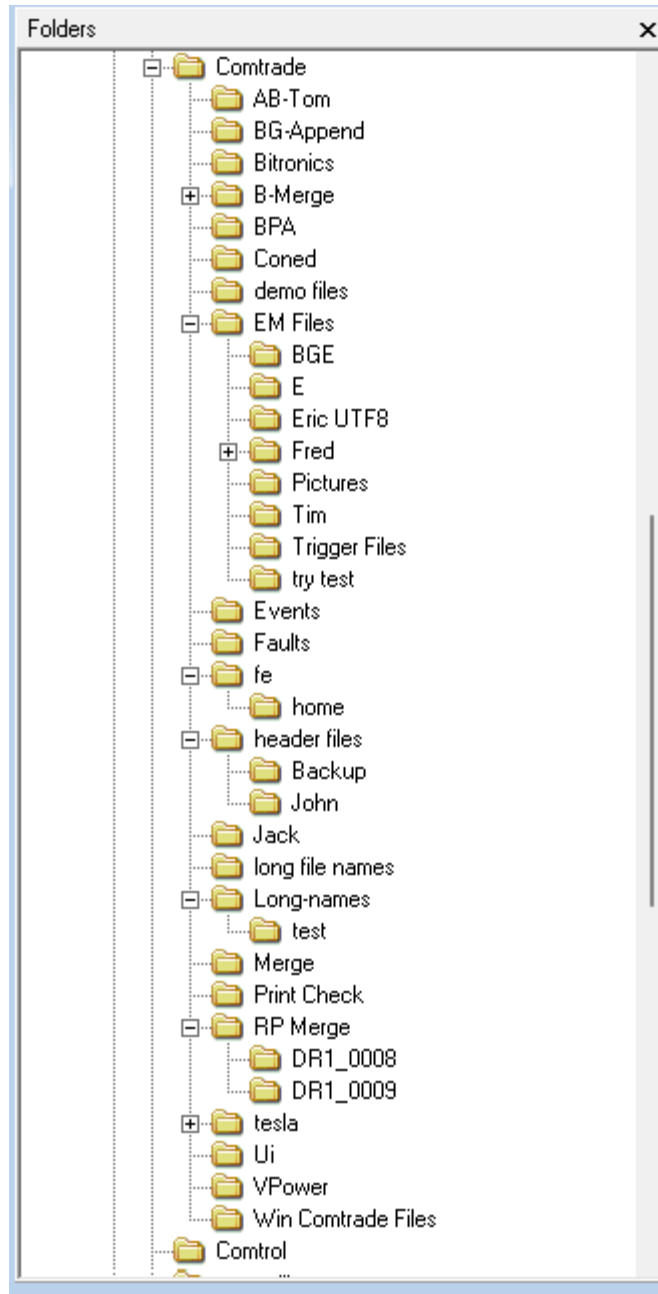 Folders
Comtrade
AB-Tom
BG-Append
Bitronics
B-Merge
BPA
Coned
demo files
EM Files
BGE
E
Eric UTF8
Fred
Pictures
Tim
Trigger Files
try test
Events
Faults
fe
home
header files
Backup
John
Jack
long file names
Long-names
test
Merge
Print Check
RP Merge
DR1_0008
DR1_0009
tesla
Ui
VPower
Win Comtrade Files
Comtrol